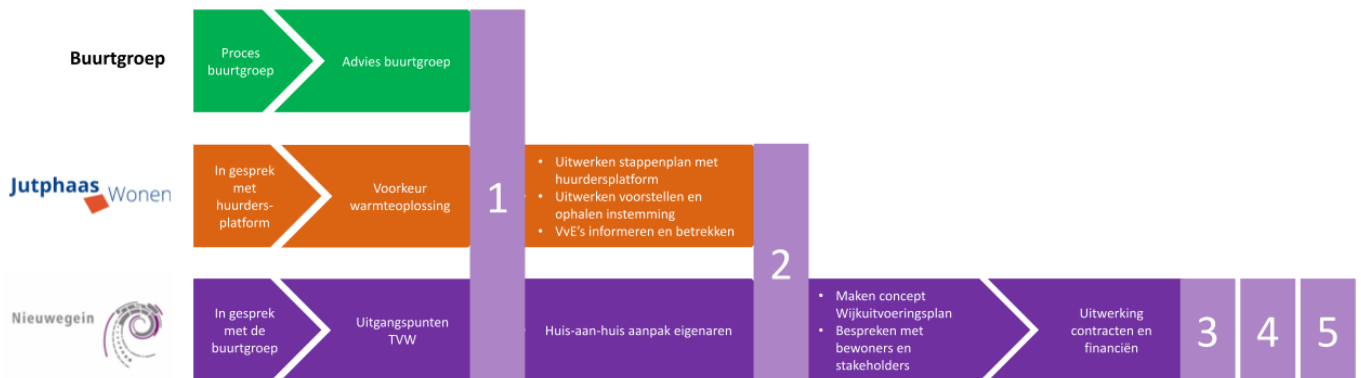 Buurtgroep
Proces
buurtgroep
Advies buurtgroep
Jutphaas Wonen
In gesprek
met
huurders-
platform
Voorkeur
warmteoplossing
1
• Uitwerken stappenplan met
huurdersplatform
• Uitwerken voorstellen en
ophalen instemming
• VvE's informeren en betrekken
2
Nieuwegein
In gesprek
met de
buurtgroep
Uitgangspunten
TVW
Huis-aan-huis aanpak eigenaren
• Maken concept
Wijkuitvoeringsplan
• Bespreken met
bewoners en
stakeholders
Uitwerking
contracten en
financiën
3
4
5